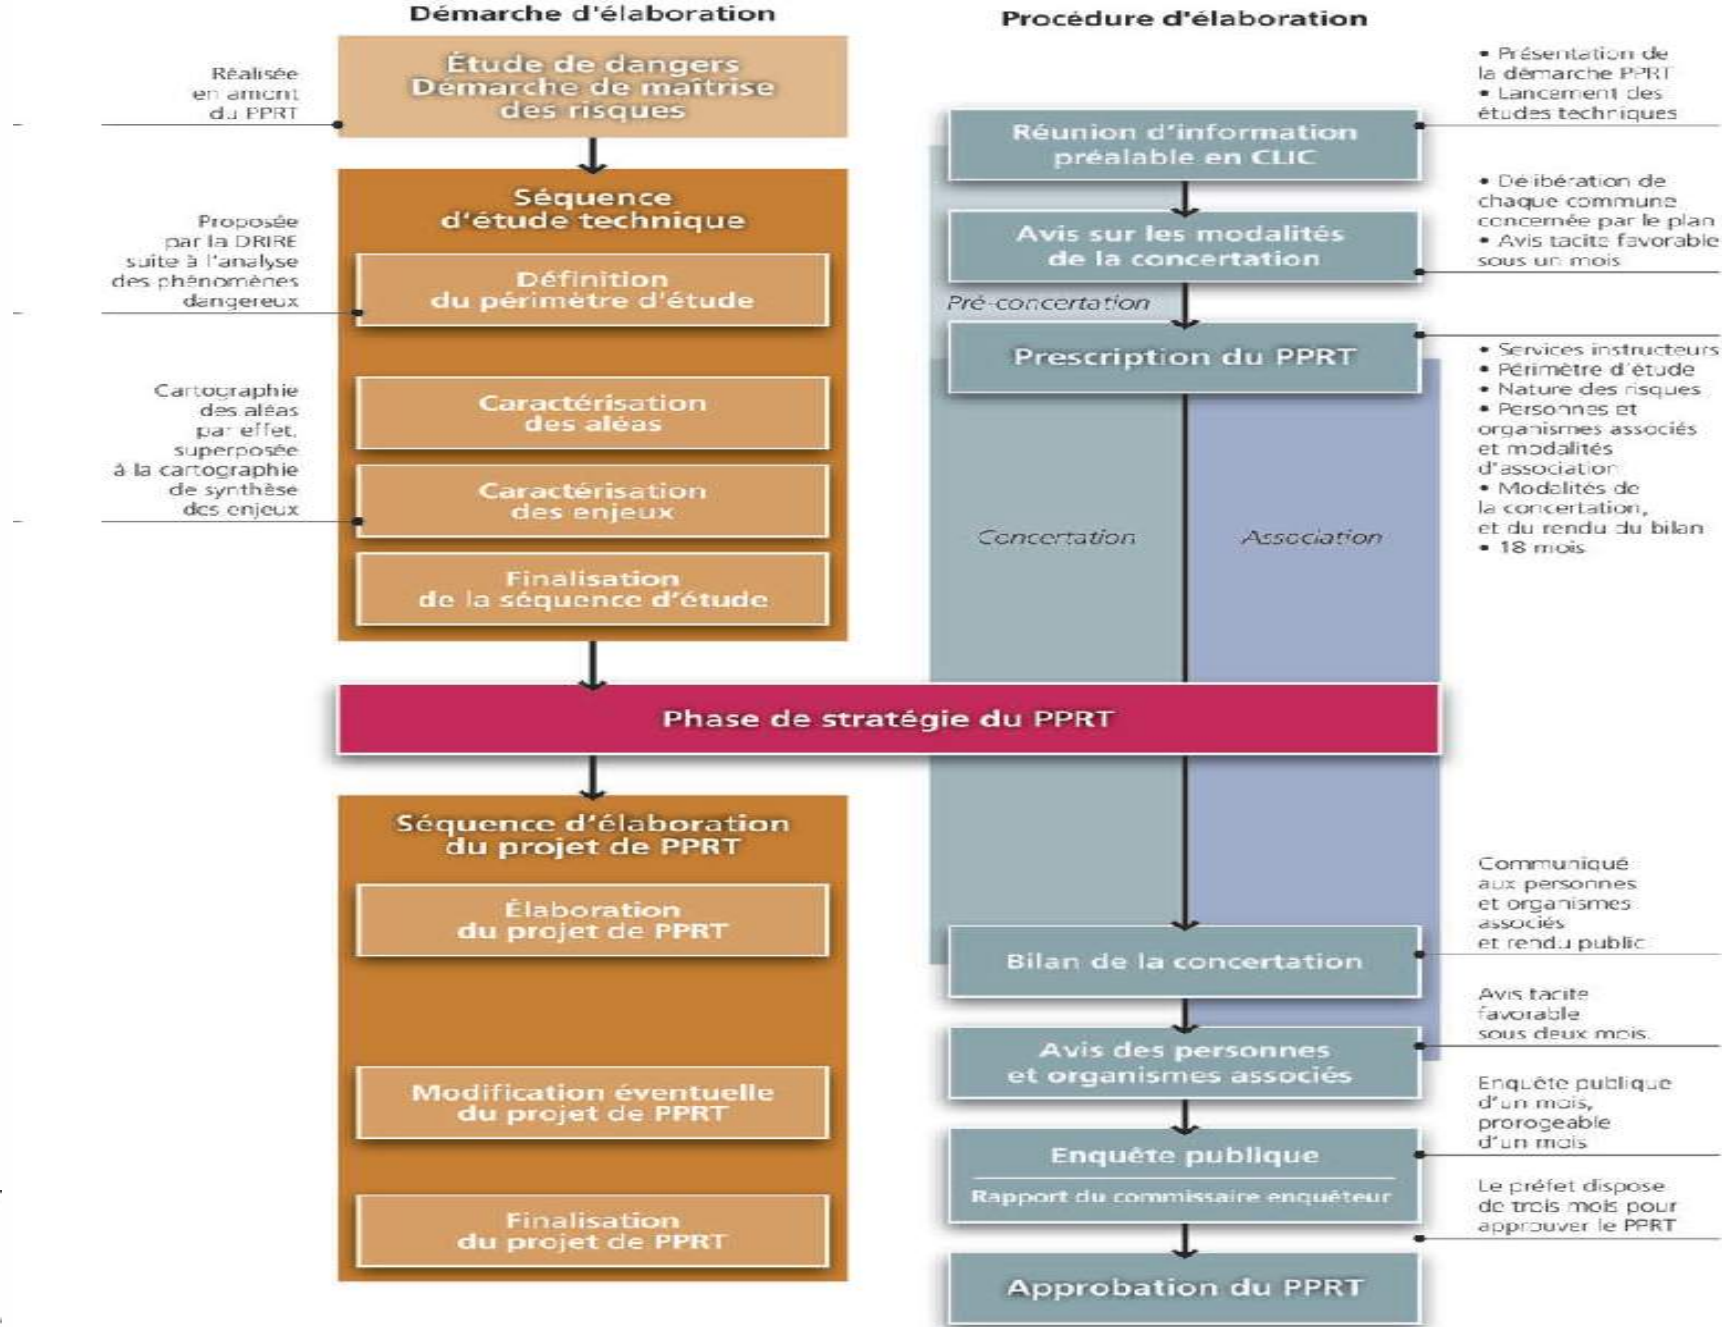 Démarche d'élaboration
Procédure d'élaboration
Réalisée
en amont
du PPRT
Étude de dangers
Démarche de maîtrise
des risques
Séquence
d'étude technique
Proposée
par la DRIRE
suite à l'analyse
des phénomènes
dangereux
Définition
du périmètre d'étude
Cartographie
des aléas
par effet,
superposée
à la cartographie
de synthèse
des enjeux
Caractérisation
des aléas
Caractérisation
des enjeux
Finalisation
de la séquence d'étude
Réunion d'information
préalable en CLIC
• Présentation de
la démarche PPRT
• Lancement des
études techniques
Avis sur les modalités
de la concertation
• Délibération de
chaque commune
concernée par le plan
• Avis tacite favorable
sous un mois
Pré-concertation
Prescription du PPRT
• Services instructeurs
• Périmètre d'étude
• Nature des risques
• Personnes et
organismes associés
et modalités
d'association
• Modalités de
la concertation,
et du rendu du bilan
• 18 mois
Concertation
Association
Phase de stratégie du PPRT
Séquence d'élaboration
du projet de PPRT
Élaboration
du projet de PPRT
Modification éventuelle
du projet de PPRT
Finalisation
du projet de PPRT
Bilan de la concertation
Communiqué
aux personnes
et organismes
associés
et rendu public
Avis des personnes
et organismes associés
Avis tacite
favorable
sous deux mois.
Enquête publique
Rapport du commissaire enquêteur
Enquête publique
d'un mois,
prorogeable
d'un mois
Le préfet dispose
de trois mois pour
approuver le PPRT
Approbation du PPRT